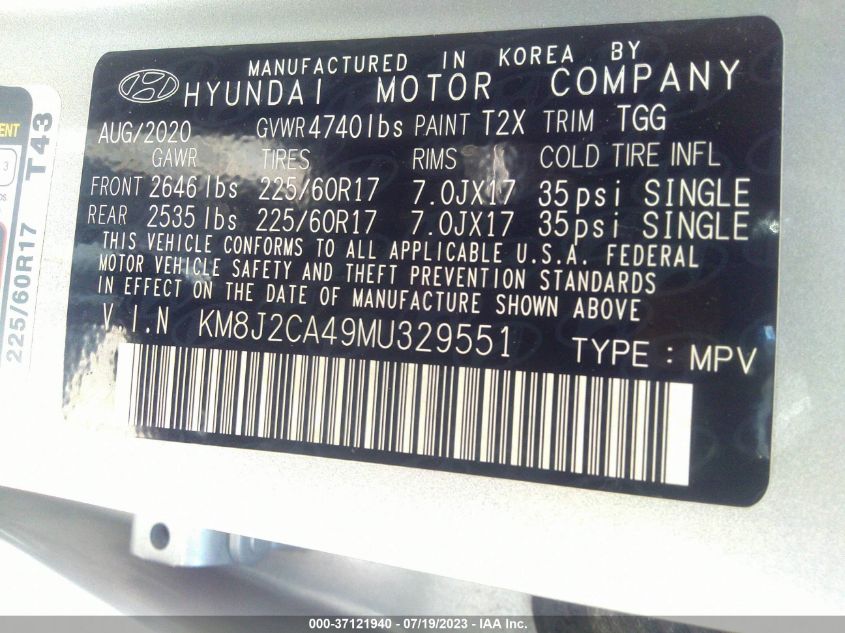 MANUFACTURED IN KOREA BY
HYUNDAI MOTOR COMPANY
AUG/2020 GVWR 4740lbs PAINT T2X TRIM TGG
GAWR TIRES RIMS COLD TIRE INFL
FRONT 2646 lbs 225/60R17 7.0JX17 35psi SINGLE
REAR 2535 lbs 225/60R17 7.0JX17 35psi SINGLE
THIS VEHICLE CONFORMS TO ALL APPLICABLE U.S.A. FEDERAL
MOTOR VEHICLE SAFETY AND THEFT PREVENTION STANDARDS
IN EFFECT ON THE DATE OF MANUFACTURE SHOWN ABOVE
V.I.N KM8J2CA49MU329551 TYPE : MPV
T43
225/60R17
3
000-37121940 - 07/19/2023 - IAA Inc.